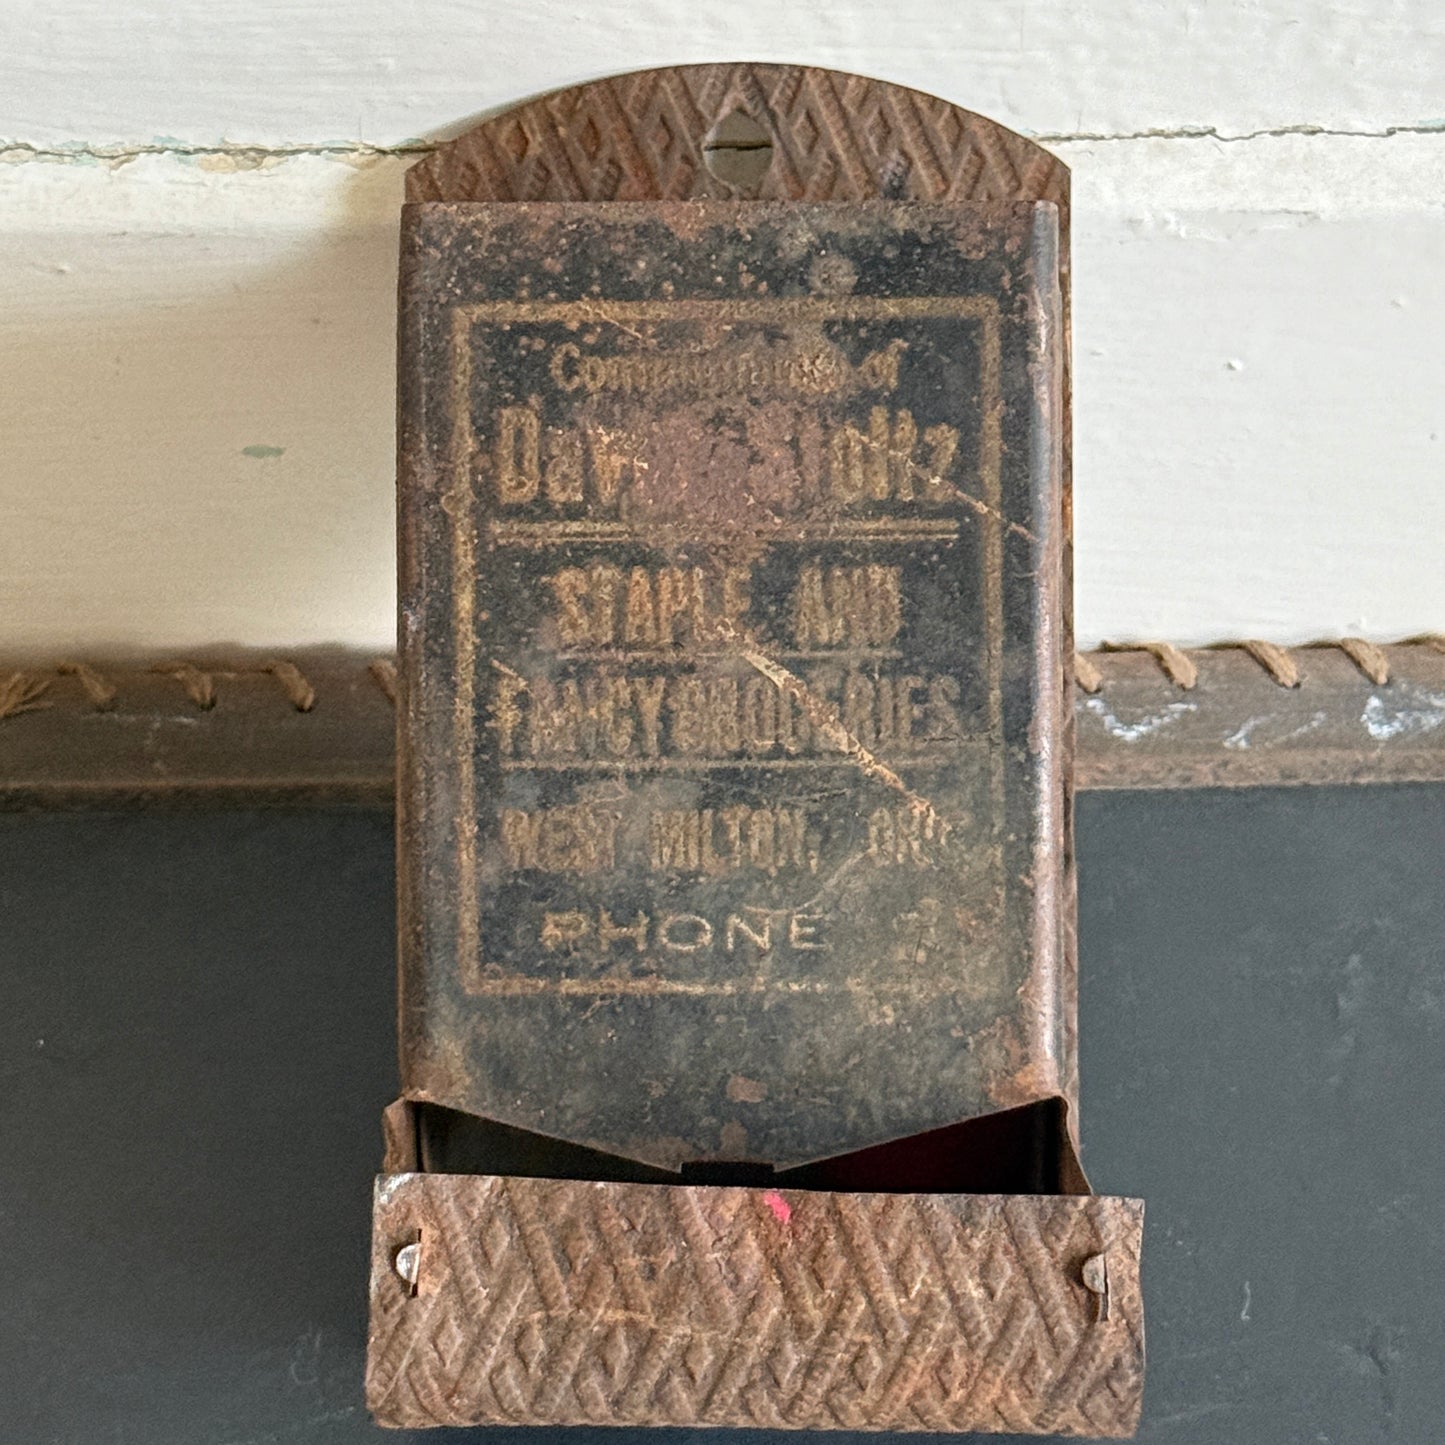 Compliments of
STAPLE AND
FANCY GROCERIES
WEST MILTON, OHIO
PHONE